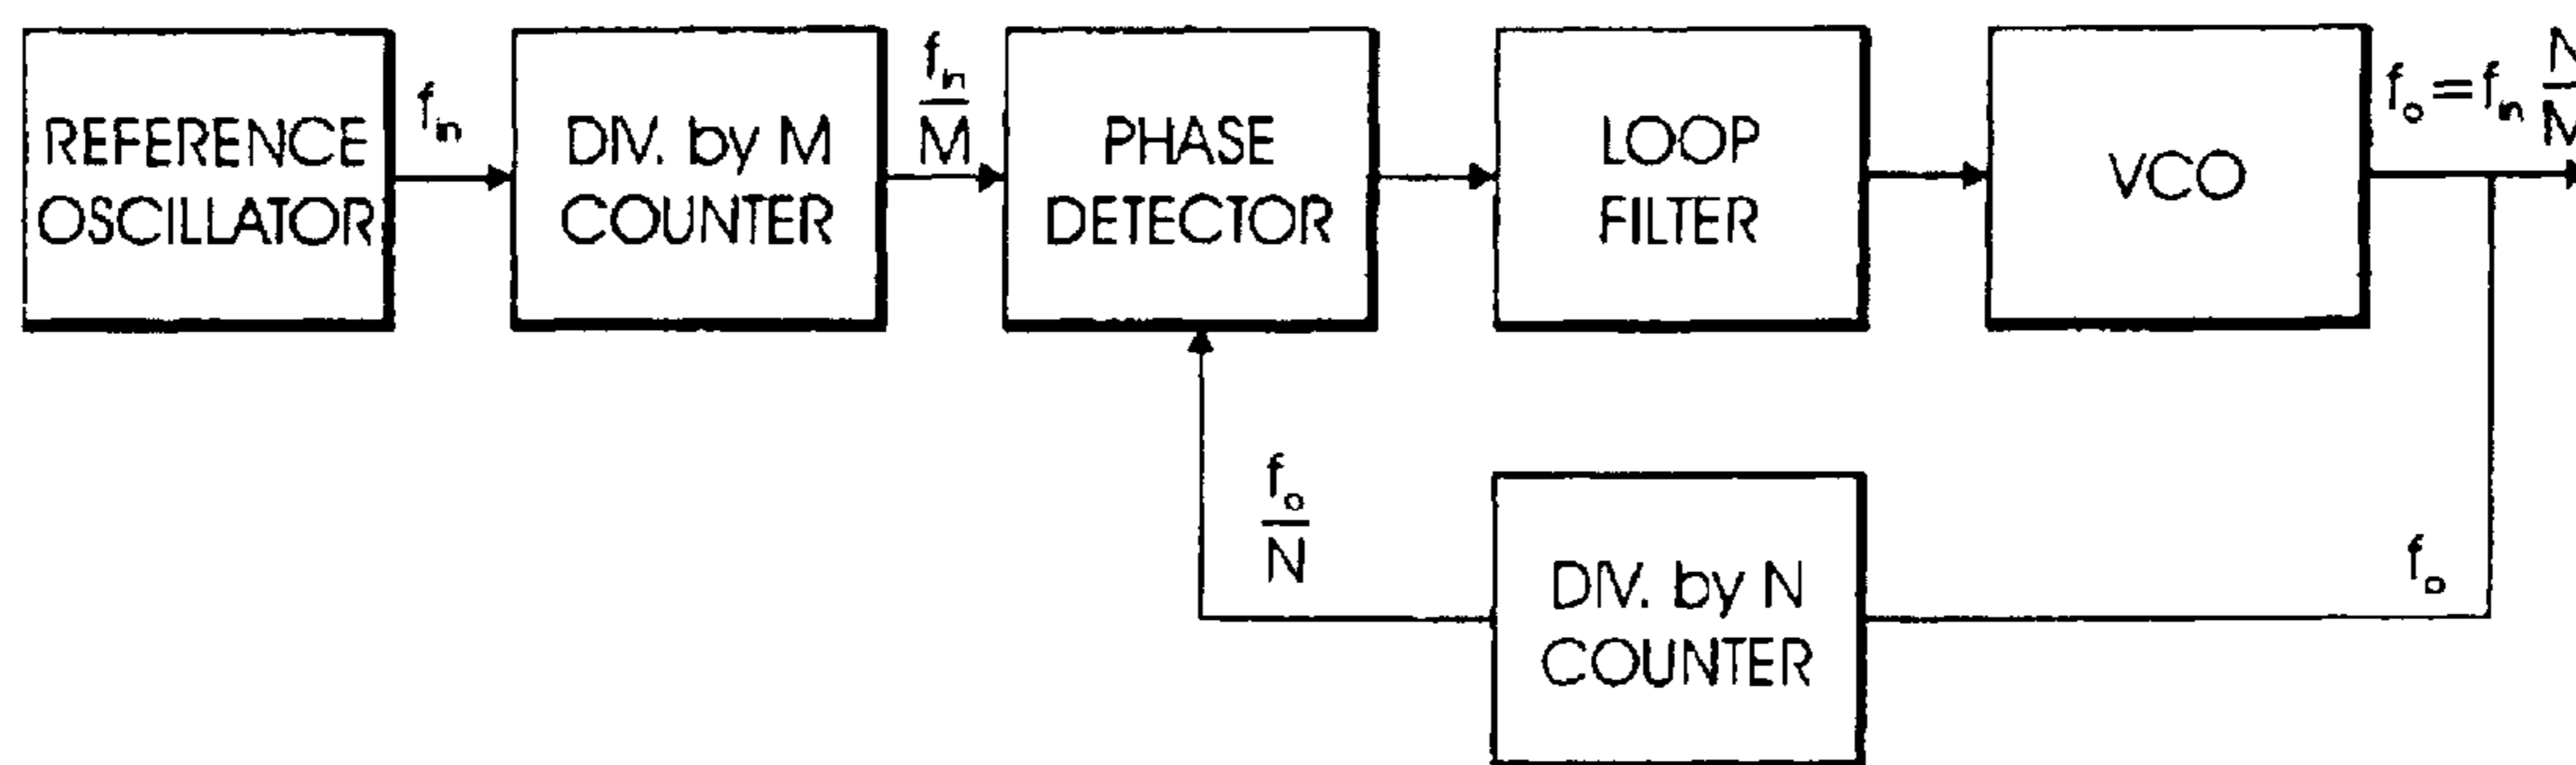 REFERENCE
OSCILLATOR
f_in
DIV. by M
COUNTER
f_in
M
PHASE
DETECTOR
LOOP
FILTER
VCO
f_o = f_in N
M
f_o
N
DIV. by N
COUNTER
f_o